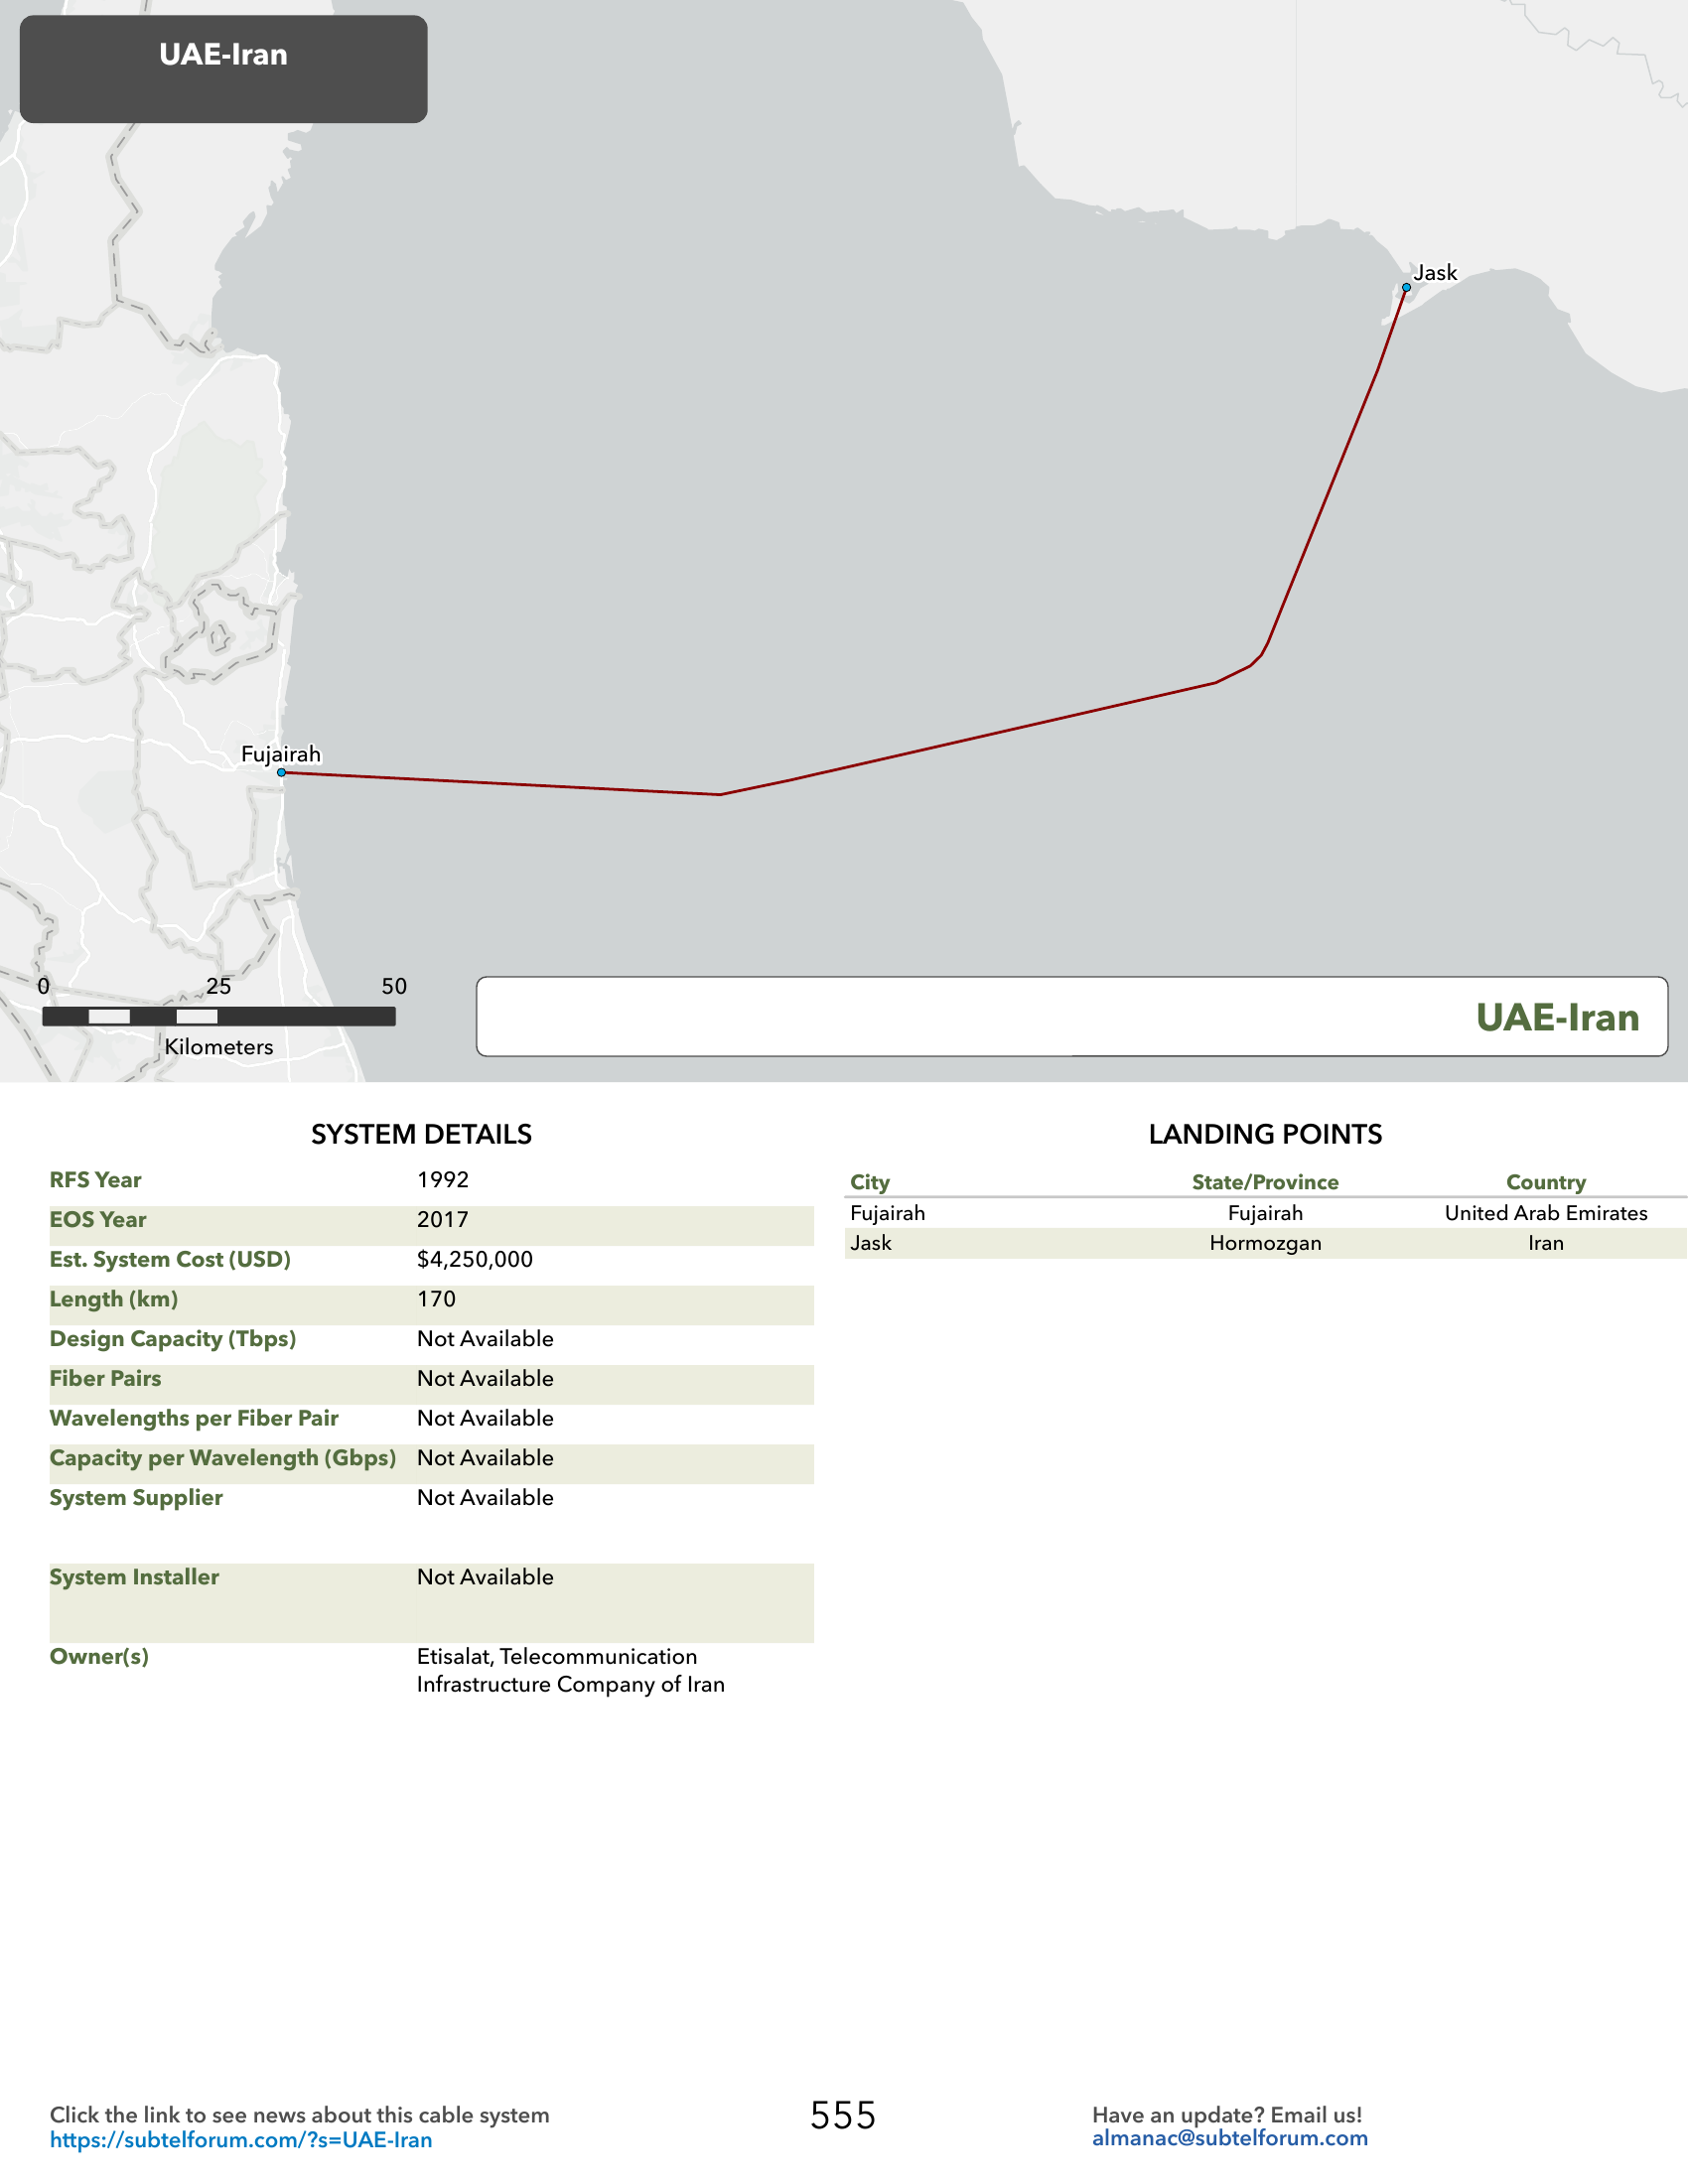 UAE-Iran
Jask
Fujairah
0 25 50
Kilometers
UAE-Iran
SYSTEM DETAILS
RFS Year 1992
EOS Year 2017
Est. System Cost (USD) $4,250,000
Length (km) 170
Design Capacity (Tbps) Not Available
Fiber Pairs Not Available
Wavelengths per Fiber Pair Not Available
Capacity per Wavelength (Gbps) Not Available
System Supplier Not Available
System Installer Not Available
Owner(s) Etisalat, Telecommunication
Infrastructure Company of Iran
LANDING POINTS
City State/Province Country
Fujairah Fujairah United Arab Emirates
Jask Hormozgan Iran
Click the link to see news about this cable system
https://subtelforum.com/?s=UAE-Iran
555
Have an update? Email us!
almanac@subtelforum.com